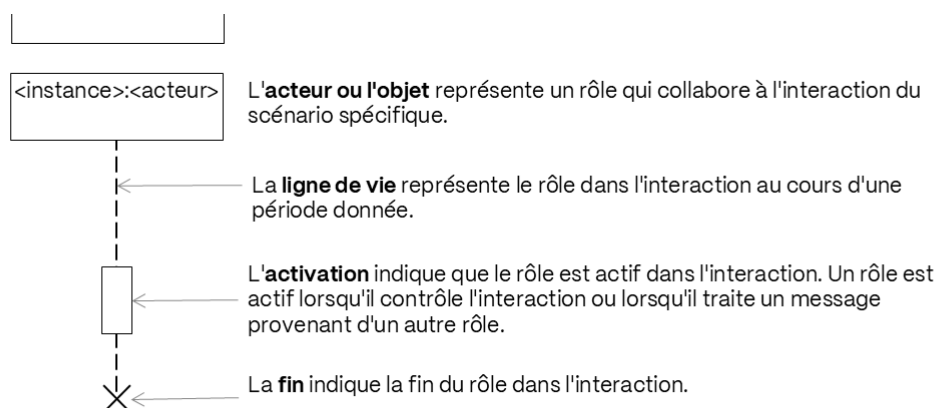 <instance>:<acteur>
L'acteur ou l'objet représente un rôle qui collabore à l'interaction du
scénario spécifique.
La ligne de vie représente le rôle dans l'interaction au cours d'une
période donnée.
L'activation indique que le rôle est actif dans l'interaction. Un rôle est
actif lorsqu'il contrôle l'interaction ou lorsqu'il traite un message
provenant d'un autre rôle.
La fin indique la fin du rôle dans l'interaction.